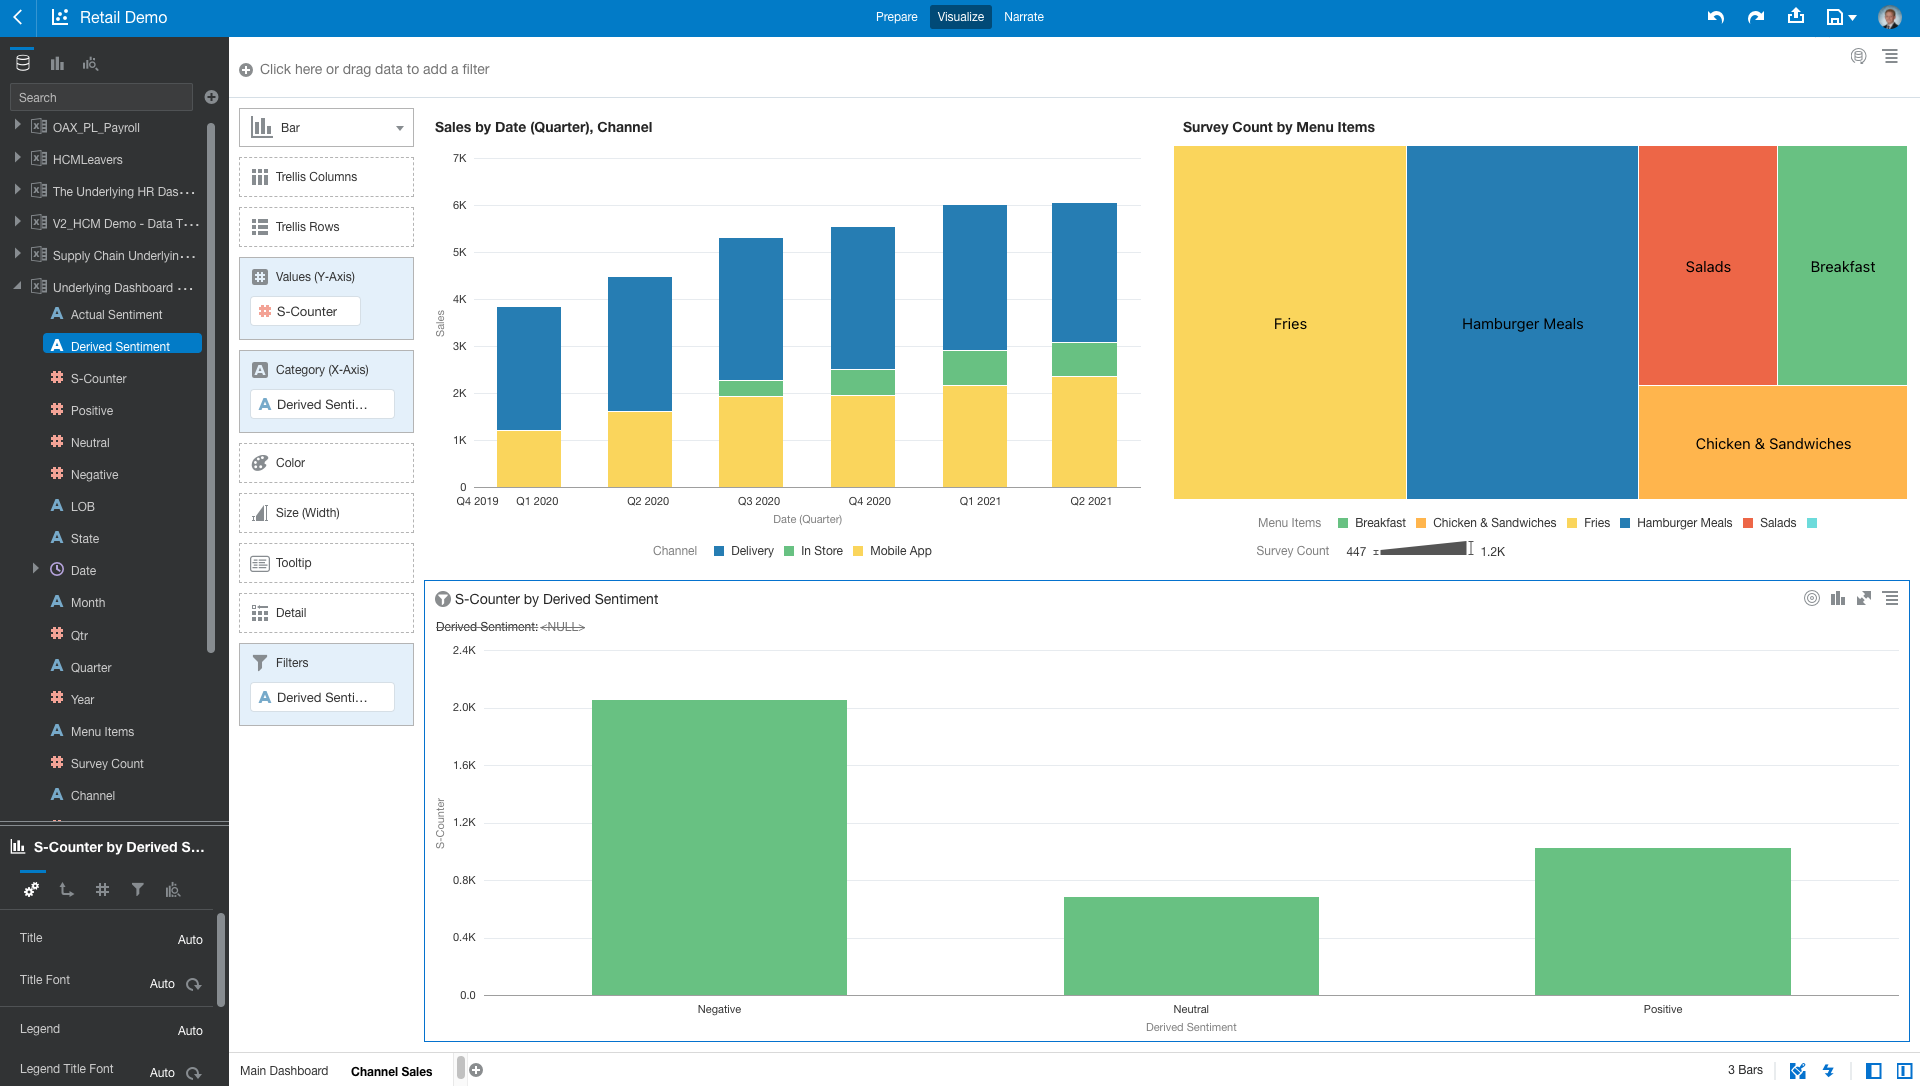 Retail Demo
Prepare
Visualize
Narrate
Search
OAX_PL_Payroll
HCMLeavers
The Underlying HR Das...
V2_HCM Demo - Data T...
Supply Chain Underlyin...
Underlying Dashboard ...
Actual Sentiment
Derived Sentiment
S-Counter
Positive
Neutral
Negative
LOB
State
Date
Month
Qtr
Quarter
Year
Menu Items
Survey Count
Channel
S-Counter by Derived S...
Title
Auto
Title Font
Auto
Legend
Auto
Legend Title Font
Auto
Click here or drag data to add a filter
Bar
Trellis Columns
Trellis Rows
Values (Y-Axis)
S-Counter
Category (X-Axis)
Derived Senti...
Color
Size (Width)
Tooltip
Detail
Filters
Derived Senti...
Sales by Date (Quarter), Channel
7K
6K
5K
4K
3K
2K
1K
0
Sales
Q4 2019 Q1 2020 Q2 2020 Q3 2020 Q4 2020 Q1 2021 Q2 2021
Date (Quarter)
Channel Delivery In Store Mobile App
Survey Count by Menu Items
Fries
Hamburger Meals
Salads
Breakfast
Chicken & Sandwiches
Menu Items Breakfast Chicken & Sandwiches Fries Hamburger Meals Salads
Survey Count 447 1.2K
S-Counter by Derived Sentiment
Derived Sentiment: <NULL>
2.4K
2.0K
1.6K
1.2K
0.8K
0.4K
0.0
S-Counter
Negative Neutral Positive
Derived Sentiment
Main Dashboard
Channel Sales
3 Bars